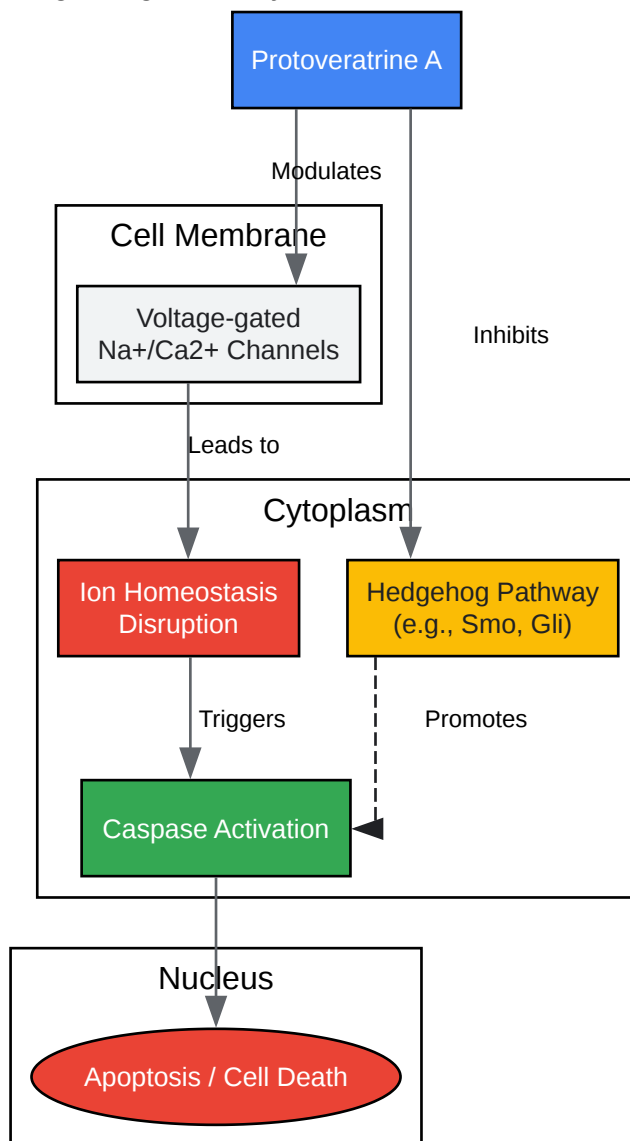 Protoveratrine A
Modulates
Cell Membrane
Voltage-gated
Na+/Ca2+ Channels
Inhibits
Leads to
Cytoplasm
Ion Homeostasis
Disruption
Hedgehog Pathway
(e.g., Smo, Gli)
Triggers
Promotes
Caspase Activation
Nucleus
Apoptosis / Cell Death